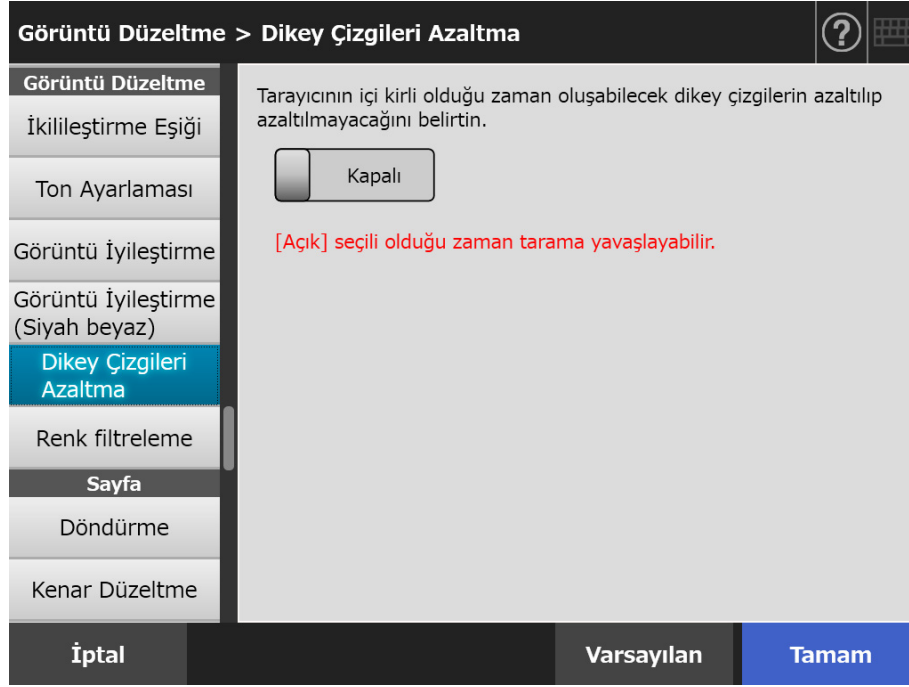 Görüntü Düzeltme > Dikey Çizgileri Azaltma
?
Görüntü Düzeltme
İkilileştirme Eşiği
Ton Ayarlaması
Görüntü İyileştirme
Görüntü İyileştirme
(Siyah beyaz)
Dikey Çizgileri
Azaltma
Renk filtreleme
Sayfa
Döndürme
Kenar Düzeltme
Tarayıcının içi kirli olduğu zaman oluşabilecek dikey çizgilerin azaltılıp
azaltılmayacağını belirtin.
Kapalı
[Açık] seçili olduğu zaman tarama yavaşlayabilir.
İptal
Varsayılan
Tamam